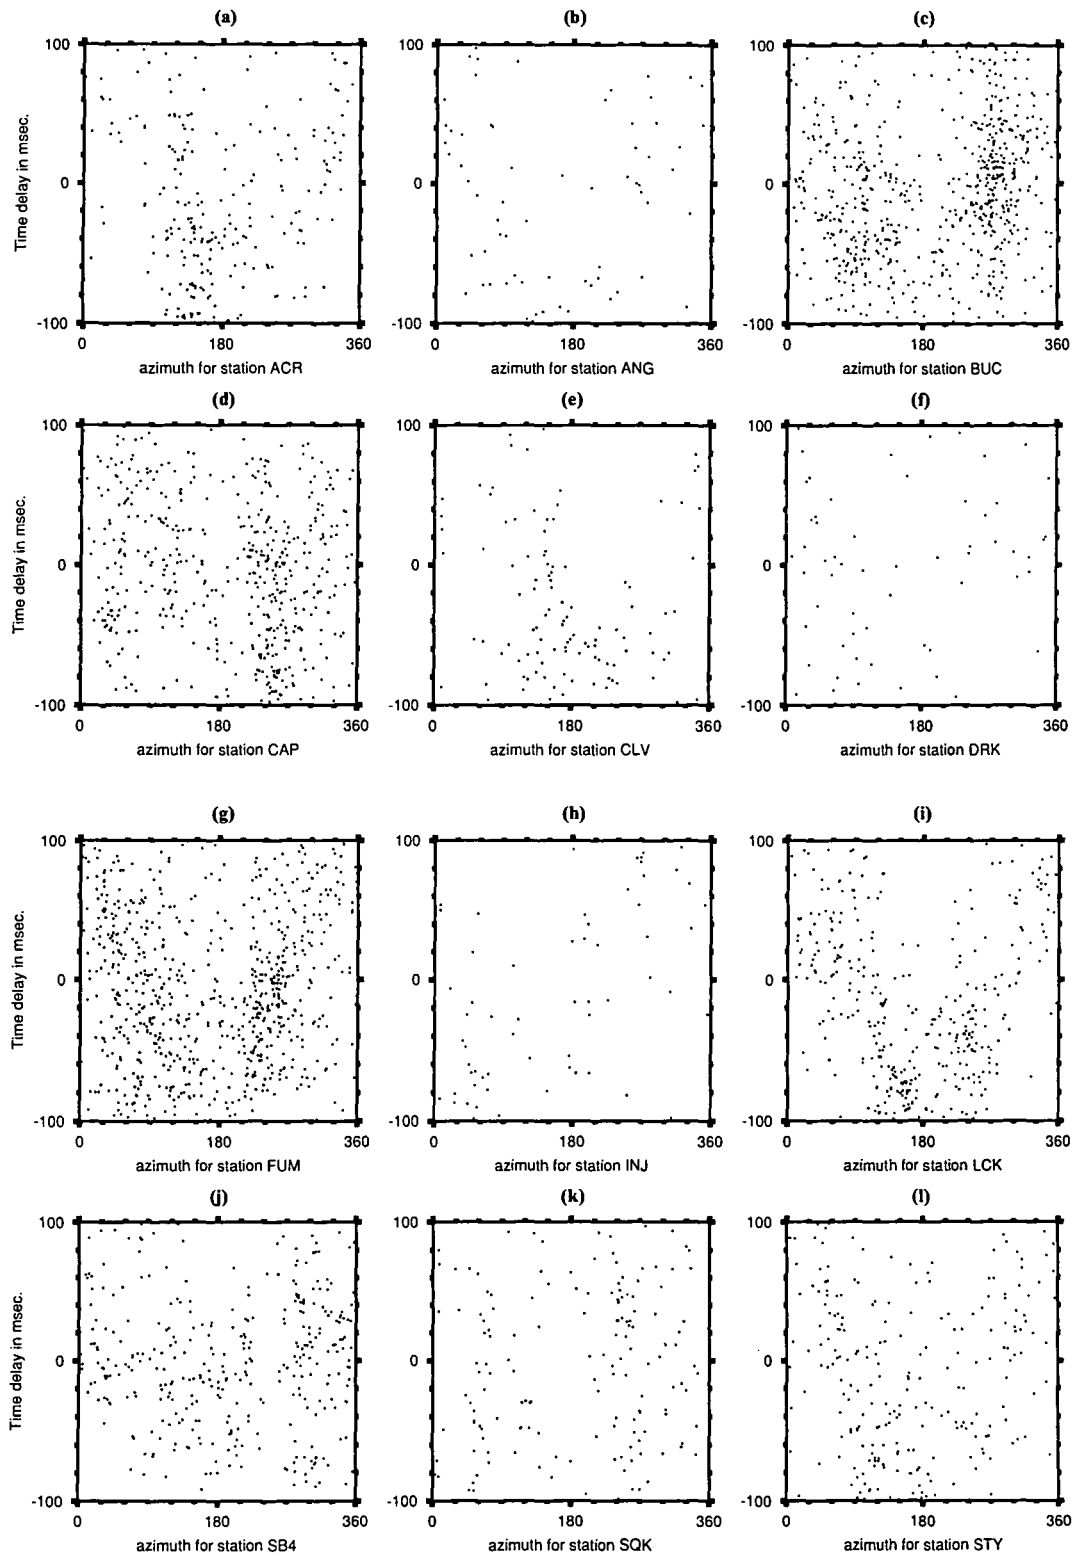 (a) (b) (c)
100 100 100
Time delay in msec.
0 0 0
-100 -100 -100
0 180 360 0 180 360 0 180 360
azimuth for station ACR azimuth for station ANG azimuth for station BUC
(d) (e) (f)
100 100 100
Time delay in msec.
0 0 0
-100 -100 -100
0 180 360 0 180 360 0 180 360
azimuth for station CAP azimuth for station CLV azimuth for station DRK
(g) (h) (i)
100 100 100
Time delay in msec.
0 0 0
-100 -100 -100
0 180 360 0 180 360 0 180 360
azimuth for station FUM azimuth for station INJ azimuth for station LCK
(j) (k) (l)
100 100 100
Time delay in msec.
0 0 0
-100 -100 -100
0 180 360 0 180 360 0 180 360
azimuth for station SB4 azimuth for station SQK azimuth for station STY